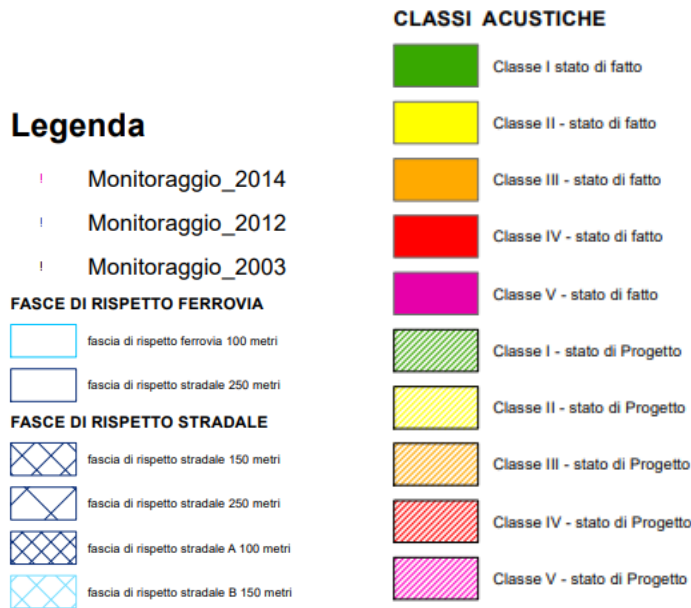 Legenda
!
Monitoraggio_2014
!
Monitoraggio_2012
!
Monitoraggio_2003
FASCE DI RISPETTO FERROVIA
fascia di rispetto ferrovia 100 metri
fascia di rispetto stradale 250 metri
FASCE DI RISPETTO STRADALE
fascia di rispetto stradale 150 metri
fascia di rispetto stradale 250 metri
fascia di rispetto stradale A 100 metri
fascia di rispetto stradale B 150 metri
CLASSI ACUSTICHE
Classe I stato di fatto
Classe II - stato di fatto
Classe III - stato di fatto
Classe IV - stato di fatto
Classe V - stato di fatto
Classe I - stato di Progetto
Classe II - stato di Progetto
Classe III - stato di Progetto
Classe IV - stato di Progetto
Classe V - stato di Progetto